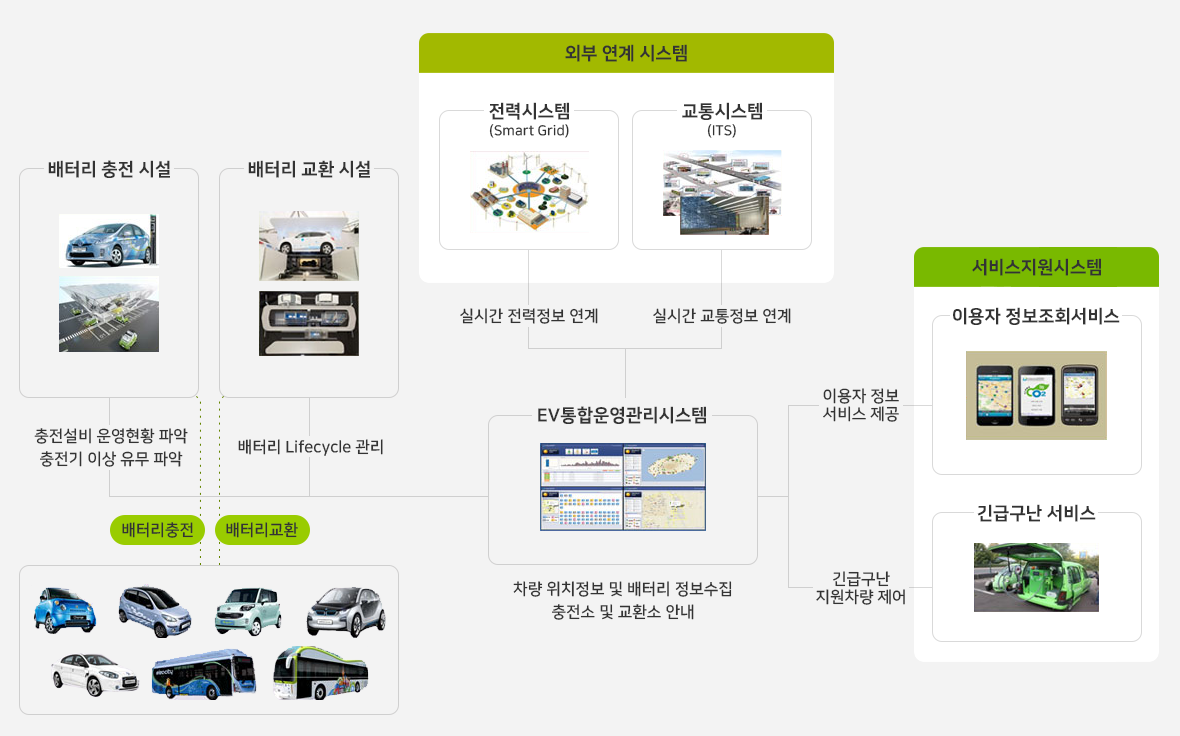 외부 연계 시스템
전력시스템
(Smart Grid)
교통시스템
(ITS)
배터리 충전 시설
배터리 교환 시설
서비스지원시스템
실시간 전력정보 연계
실시간 교통정보 연계
이용자 정보조회서비스
CO2
이용자 정보
서비스 제공
EV통합운영관리시스템
충전설비 운영현황 파악
충전기 이상 유무 파악
배터리 Lifecycle 관리
긴급구난 서비스
배터리충전
배터리교환
차량 위치정보 및 배터리 정보수집
충전소 및 교환소 안내
긴급구난
지원차량 제어
elecity